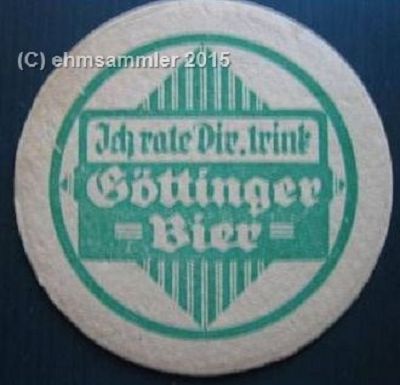 (C) ehmsammler 2015
Ich rate Dir, trink
Göttinger
= Bier =